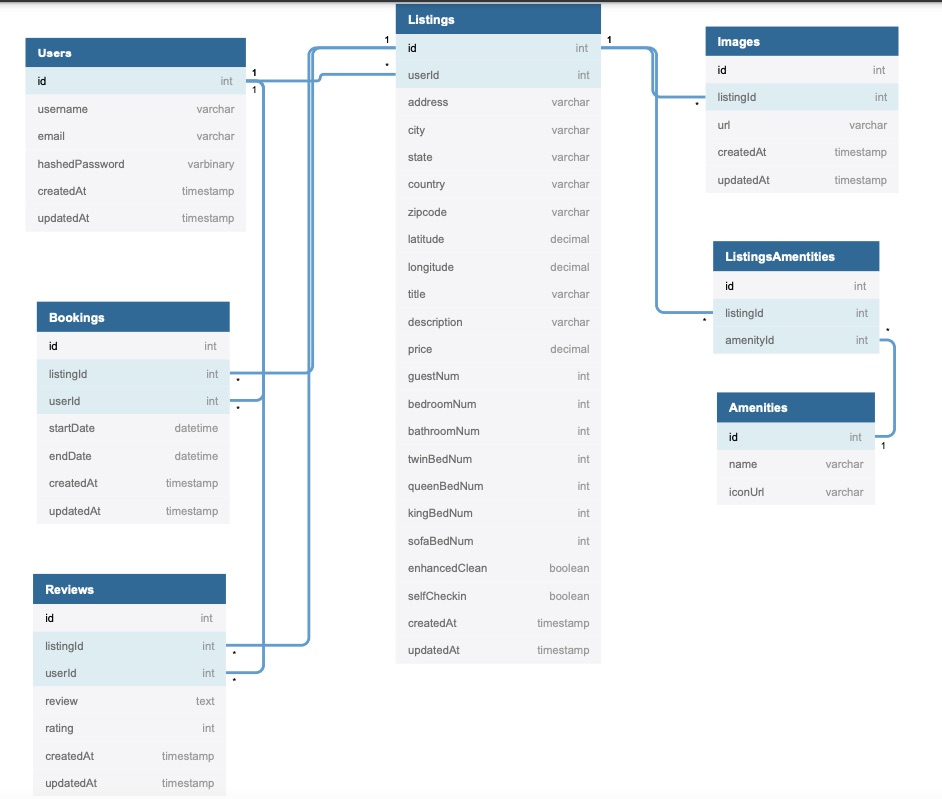 Users
id int
username varchar
email varchar
hashedPassword varbinary
createdAt timestamp
updatedAt timestamp
1
1
Bookings
id int
listingId int
*
userId int
*
startDate datetime
endDate datetime
createdAt timestamp
updatedAt timestamp
Reviews
id int
listingId int
*
userId int
*
review text
rating int
createdAt timestamp
updatedAt timestamp
Listings
1 id int 1
* userId int
address varchar
city varchar
state varchar
country varchar
zipcode varchar
latitude decimal
longitude decimal
title varchar
description varchar
price decimal
guestNum int
bedroomNum int
bathroomNum int
twinBedNum int
queenBedNum int
kingBedNum int
sofaBedNum int
enhancedClean boolean
selfCheckin boolean
createdAt timestamp
updatedAt timestamp
Images
id int
listingId int
*
url varchar
createdAt timestamp
updatedAt timestamp
ListingsAmentities
id int
listingId int
*
amenityId int
*
Amenities
id int
1
name varchar
iconUrl varchar